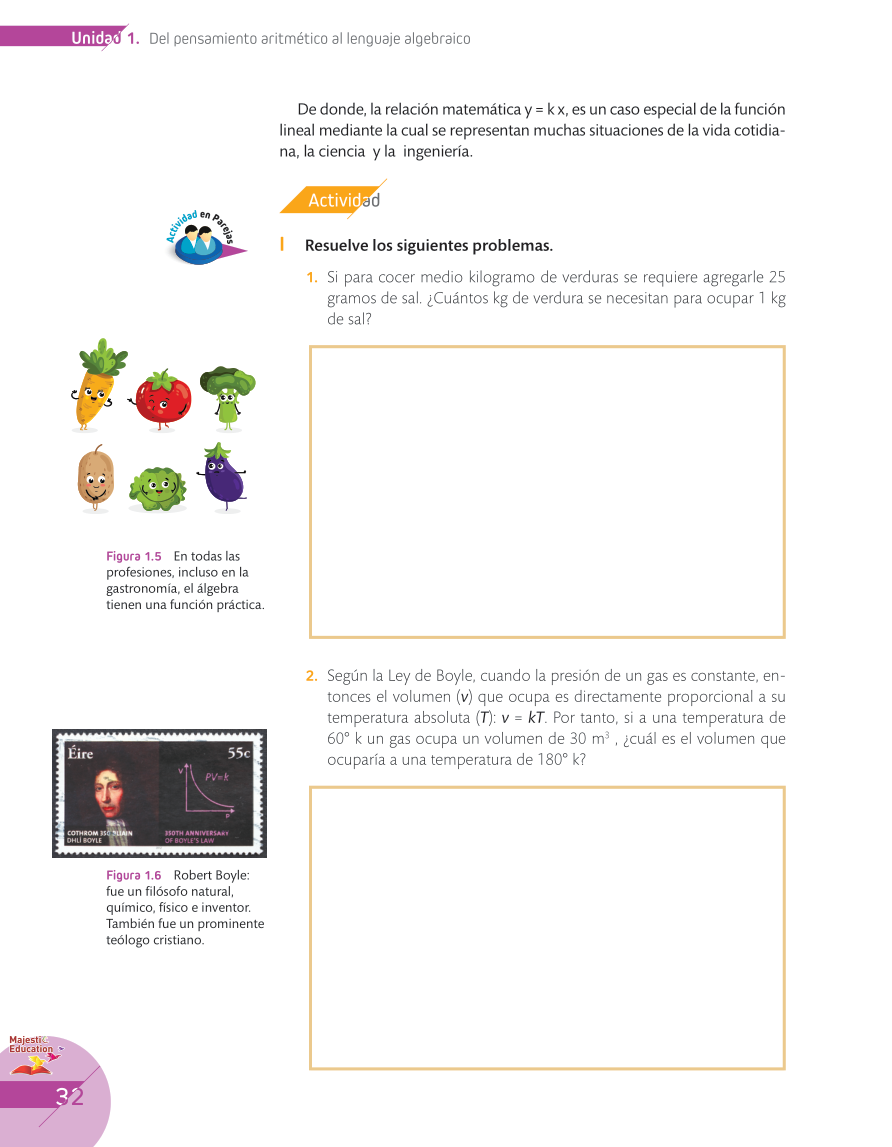 Unidad 1. Del pensamiento aritmético al lenguaje algebraico
De donde, la relación matemática y = k x, es un caso especial de la función
lineal mediante la cual se representan muchas situaciones de la vida cotidia-
na, la ciencia y la ingeniería.
Actividad
Actividad en Parejas
I Resuelve los siguientes problemas.
1. Si para cocer medio kilogramo de verduras se requiere agregarle 25
gramos de sal. ¿Cuántos kg de verdura se necesitan para ocupar 1 kg
de sal?
Figura 1.5 En todas las
profesiones, incluso en la
gastronomía, el álgebra
tienen una función práctica.
2. Según la Ley de Boyle, cuando la presión de un gas es constante, en-
tonces el volumen (v) que ocupa es directamente proporcional a su
temperatura absoluta (T): v = kT. Por tanto, si a una temperatura de
60° k un gas ocupa un volumen de 30 m³ , ¿cuál es el volumen que
ocuparía a una temperatura de 180° k?
Éire 55c
V
PV=k
P
COTHROM 350 BLIAIN 350TH ANNIVERSARY
DHLÍ BOYLE OF BOYLE'S LAW
Figura 1.6 Robert Boyle:
fue un filósofo natural,
químico, físico e inventor.
También fue un prominente
teólogo cristiano.
Majestic
Education
32